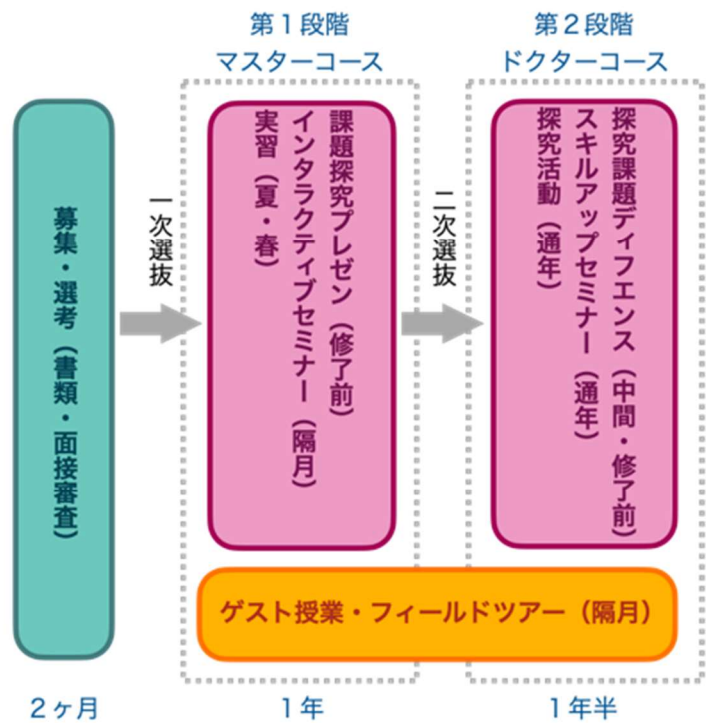 第1段階
マスターコース
第2段階
ドクターコース
募集・選考(書類・面接審査)
一次選抜
課題探究プレゼン(修了前)
インタラクティブセミナー(隔月)
実習(夏・春)
二次選抜
探究課題ディフエンス(中間・修了前)
スキルアップセミナー(通年)
探究活動(通年)
ゲスト授業・フィールドツアー(隔月)
2ヶ月
1年
1年半